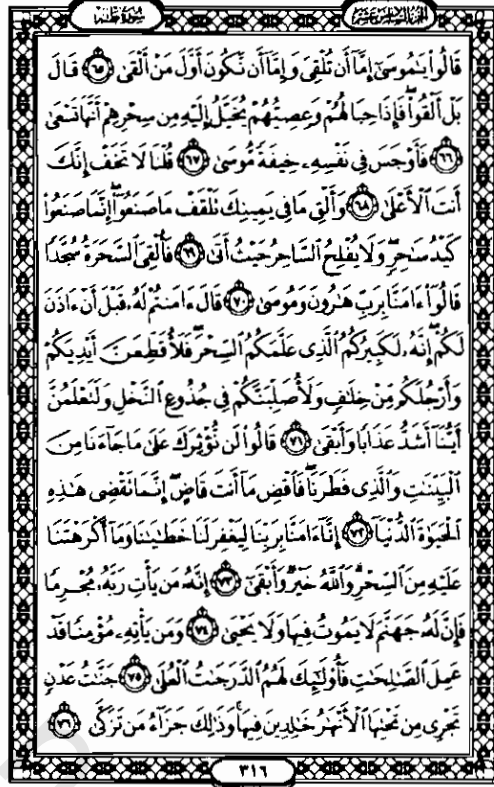 الجزء السادس عشر سورة طه
قَالُوا۟ يَٰمُوسَىٰٓ إِمَّآ أَن تُلْقِىَ وَإِمَّآ أَن نَّكُونَ أَوَّلَ مَنْ أَلْقَىٰ ٦٥ قَالَ
بَلْ أَلْقُوا۟ۖ فَإِذَا حِبَالُهُمْ وَعِصِيُّهُمْ يُخَيَّلُ إِلَيْهِ مِن سِحْرِهِمْ أَنَّهَا تَسْعَىٰ
٦٦ فَأَوْجَسَ فِى نَفْسِهِۦ خِيفَةً مُّوسَىٰ ٦٧ قُلْنَا لَا تَخَفْ إِنَّكَ
أَنتَ ٱلْأَعْلَىٰ ٦٨ وَأَلْقِ مَا فِى يَمِينِكَ تَلْقَفْ مَا صَنَعُوٓا۟ۖ إِنَّمَا صَنَعُوا۟
كَيْدُ سَٰحِرٍۖ وَلَا يُفْلِحُ ٱلسَّاحِرُ حَيْثُ أَتَىٰ ٦٩ فَأُلْقِىَ ٱلسَّحَرَةُ سُجَّدًا
قَالُوٓا۟ ءَامَنَّا بِرَبِّ هَٰرُونَ وَمُوسَىٰ ٧٠ قَالَ ءَامَنتُمْ لَهُۥ قَبْلَ أَنْ ءَاذَنَ
لَكُمْۖ إِنَّهُۥ لَكَبِيرُكُمُ ٱلَّذِى عَلَّمَكُمُ ٱلسِّحْرَۖ فَلَأُقَطِّعَنَّ أَيْدِيَكُمْ
وَأَرْجُلَكُم مِّنْ خِلَٰفٍ وَلَأُصَلِّبَنَّكُمْ فِى جُذُوعِ ٱلنَّخْلِ وَلَتَعْلَمُنَّ
أَيُّنَآ أَشَدُّ عَذَابًا وَأَبْقَىٰ ٧١ قَالُوا۟ لَن نُّؤْثِرَكَ عَلَىٰ مَا جَآءَنَا مِنَ
ٱلْبَيِّنَٰتِ وَٱلَّذِى فَطَرَنَاۖ فَٱقْضِ مَآ أَنتَ قَاضٍۖ إِنَّمَا تَقْضِى هَٰذِهِ
ٱلْحَيَوٰةَ ٱلدُّنْيَآ ٧٢ إِنَّآ ءَامَنَّا بِرَبِّنَا لِيَغْفِرَ لَنَا خَطَٰيَٰنَا وَمَآ أَكْرَهْتَنَا
عَلَيْهِ مِنَ ٱلسِّحْرِۗ وَٱللَّهُ خَيْرٌ وَأَبْقَىٰٓ ٧٣ إِنَّهُۥ مَن يَأْتِ رَبَّهُۥ مُجْرِمًا
فَإِنَّ لَهُۥ جَهَنَّمَ لَا يَمُوتُ فِيهَا وَلَا يَحْيَىٰ ٧٤ وَمَن يَأْتِهِۦ مُؤْمِنًا قَدْ
عَمِلَ ٱلصَّٰلِحَٰتِ فَأُو۟لَٰٓئِكَ لَهُمُ ٱلدَّرَجَٰتُ ٱلْعُلَىٰ ٧٥ جَنَّٰتُ عَدْنٍ
تَجْرِى مِن تَحْتِهَا ٱلْأَنْهَٰرُ خَٰلِدِينَ فِيهَاۚ وَذَٰلِكَ جَزَآءُ مَن تَزَكَّىٰ ٧٦
٣١٦